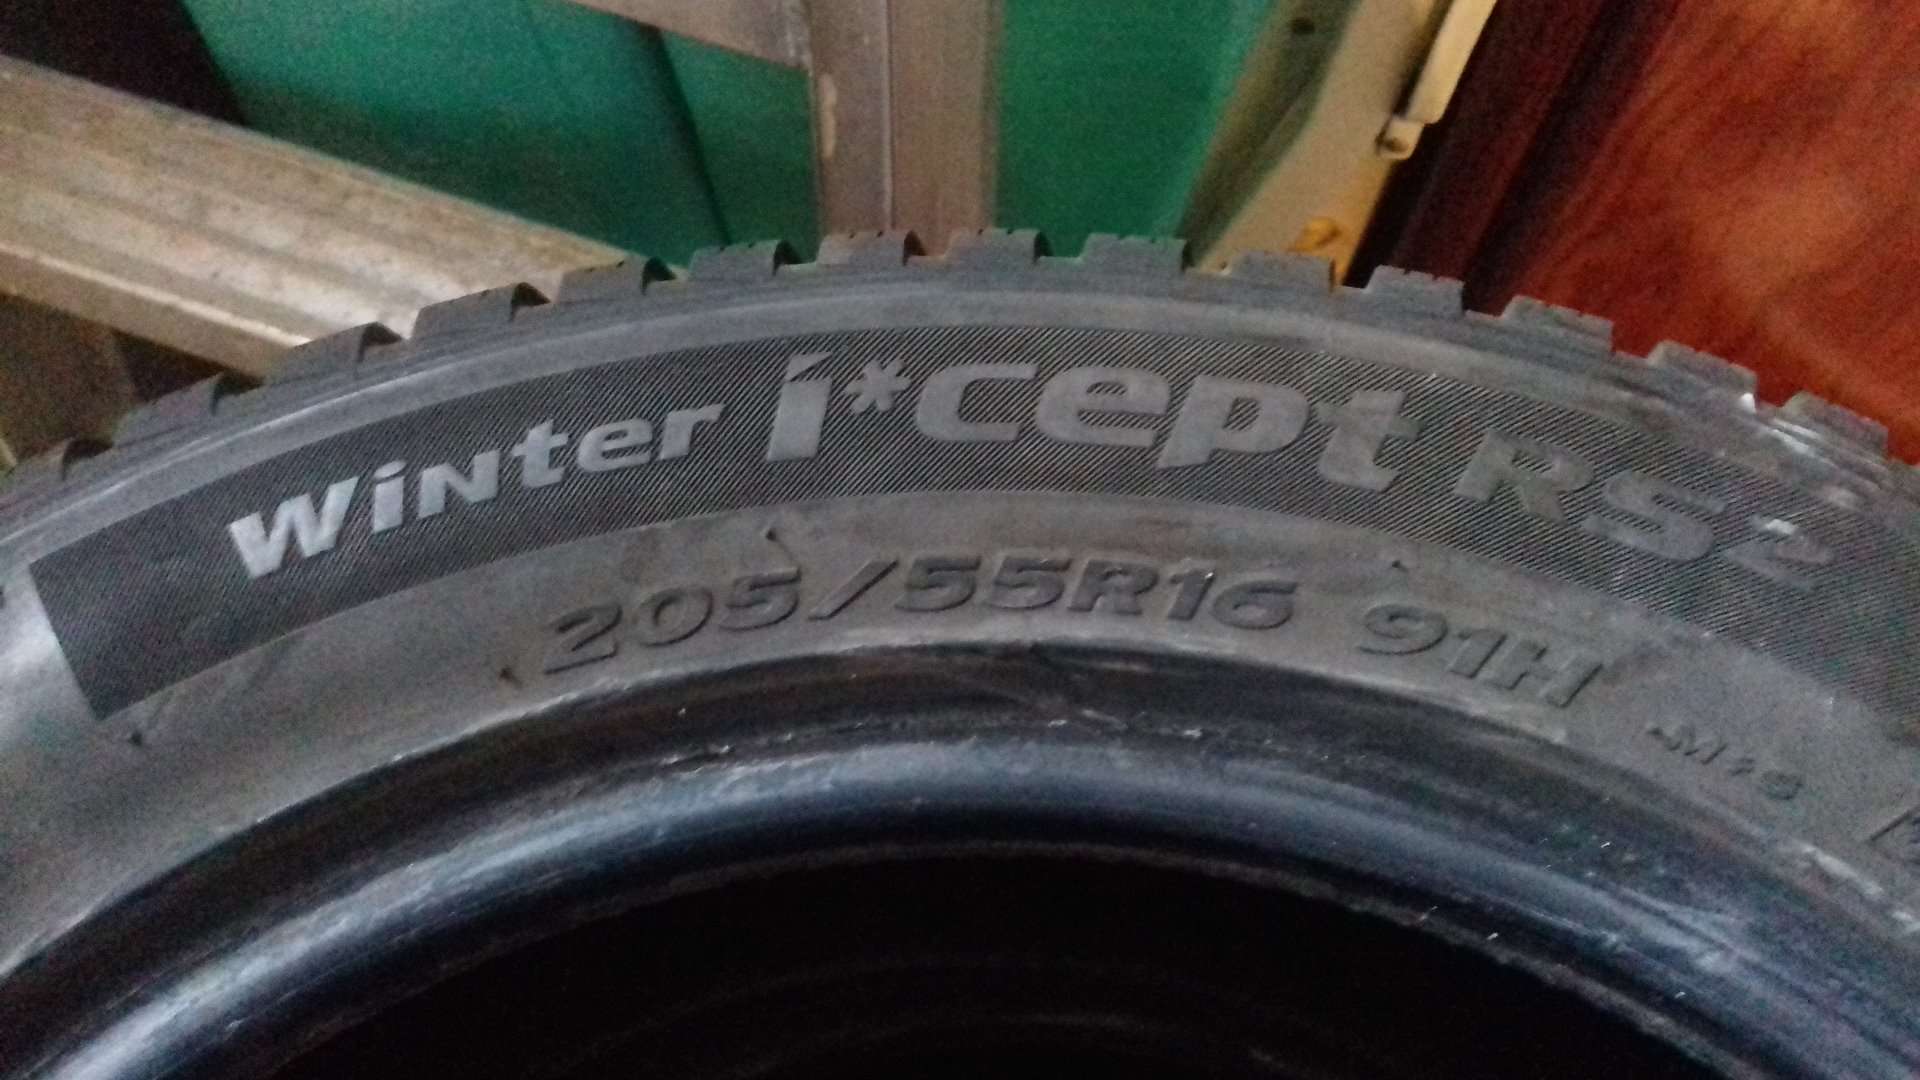 Winter i*cept RS2
205/55R16 91H M+S